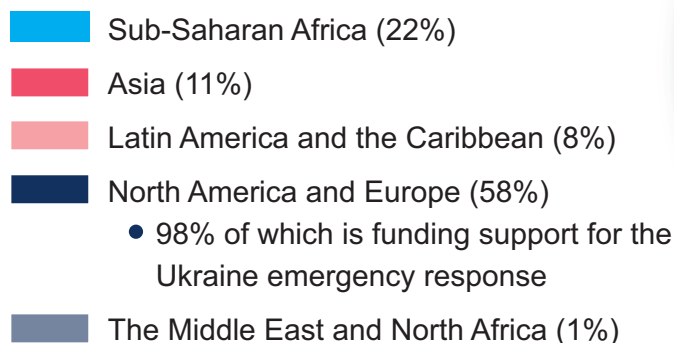 Sub-Saharan Africa (22%)
Asia (11%)
Latin America and the Caribbean (8%)
North America and Europe (58%)
• 98% of which is funding support for the
Ukraine emergency response
The Middle East and North Africa (1%)